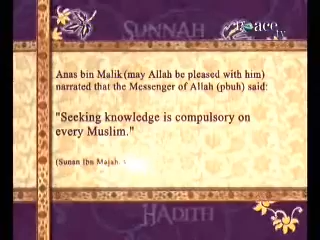 SUNNAH
peace tv
Anas bin Malik (may Allah be pleased with him)
narrated that the Messenger of Allah (pbuh) said:
"Seeking knowledge is compulsory on
every Muslim."
(Sunan Ibn Majah,
HADITH